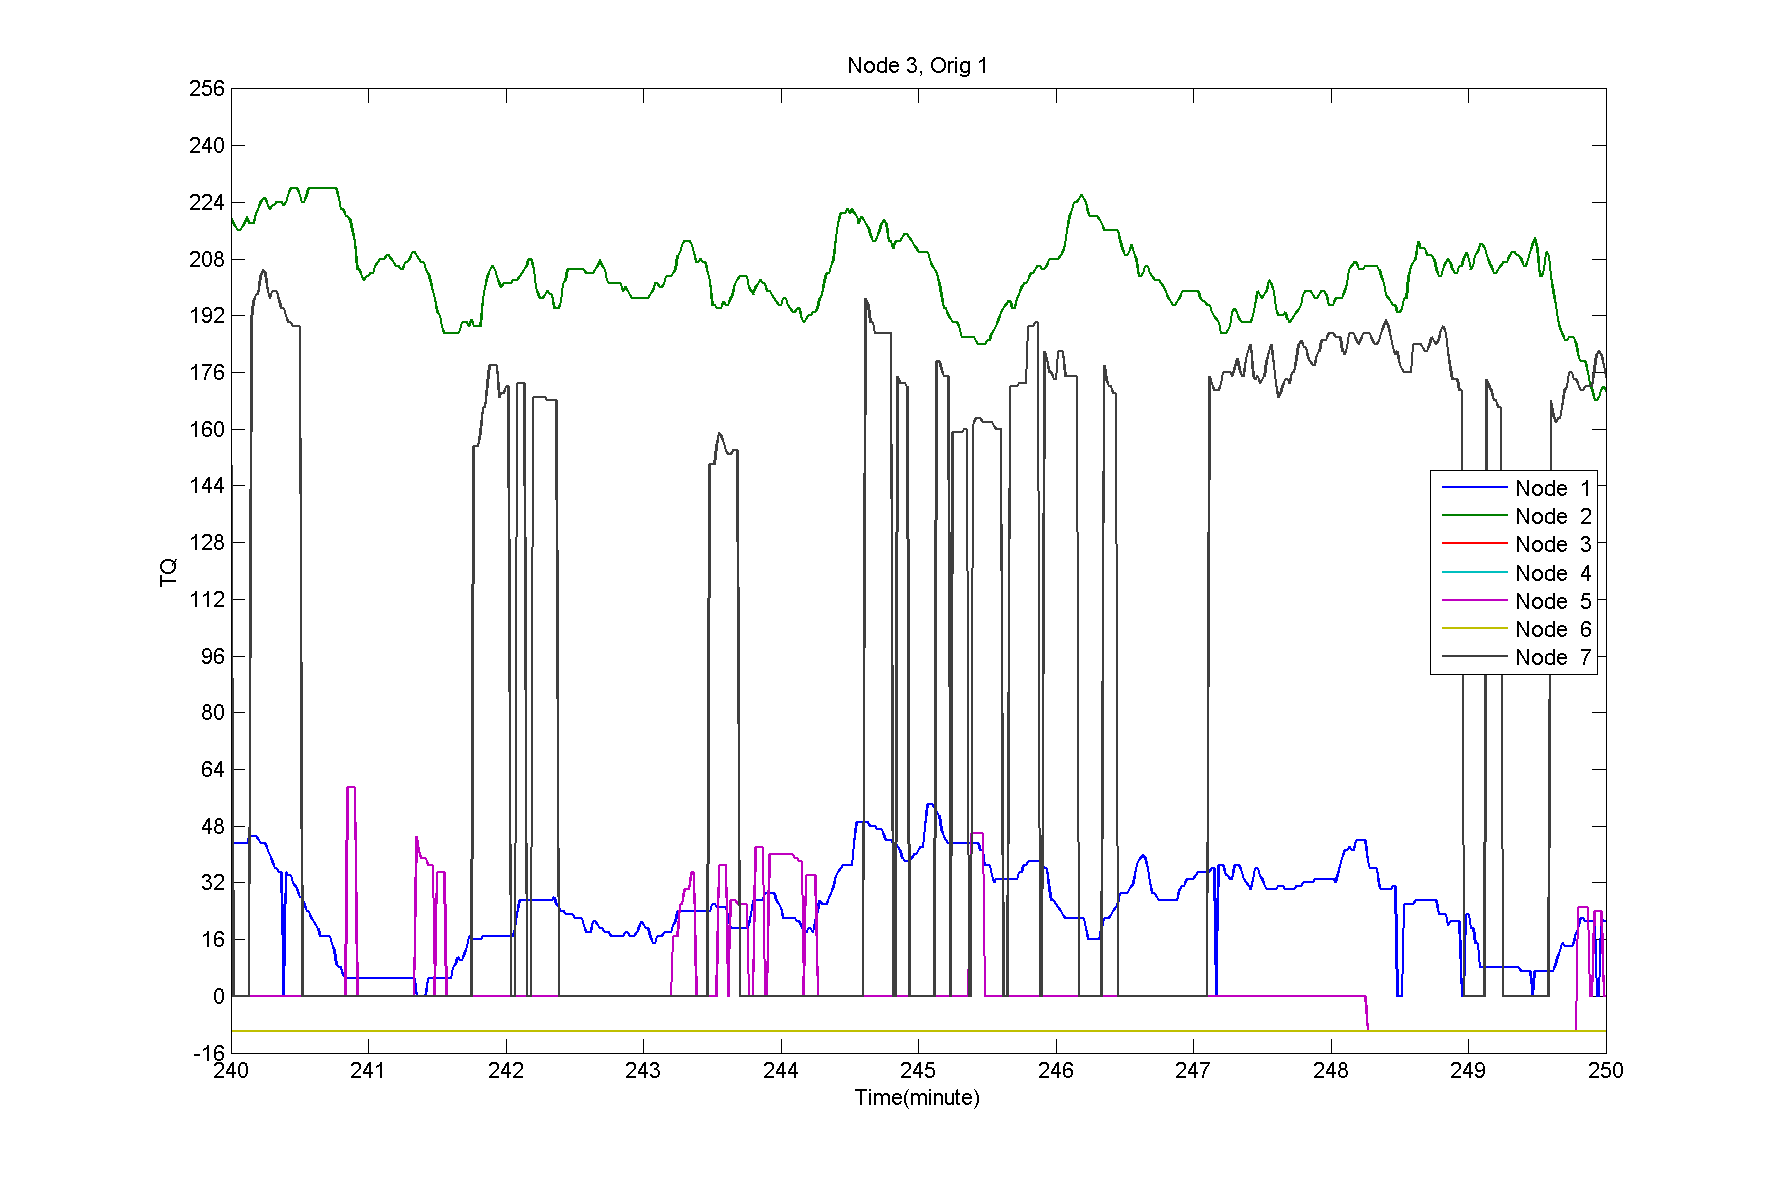 Node 3, Orig 1
256
240
224
208
192
176
160
144
128
112
96
80
64
48
32
16
0
-16
TQ
Node 1
Node 2
Node 3
Node 4
Node 5
Node 6
Node 7
240 241 242 243 244 245 246 247 248 249 250
Time(minute)